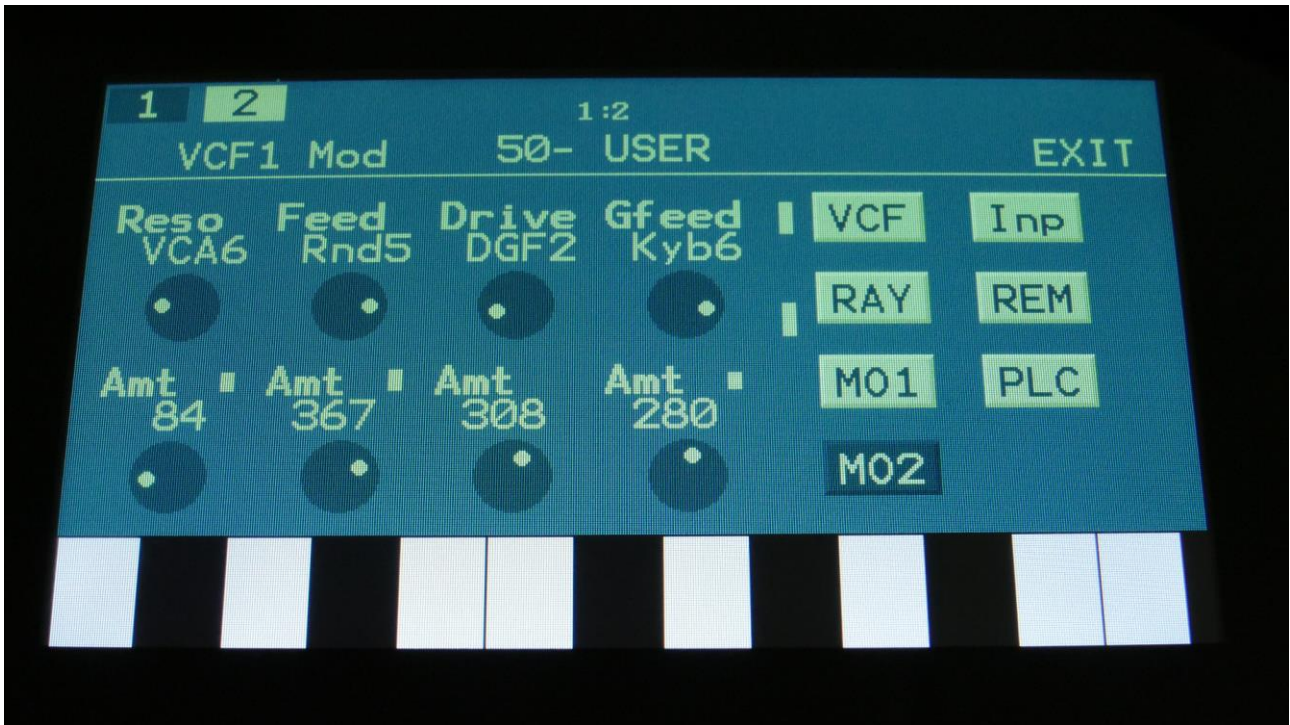 1 2 1:2
VCF1 Mod 50- USER EXIT
Reso Feed Drive Gfeed VCF Inp
VCA6 Rnd5 DGF2 Kyb6
RAY REM
Amt Amt Amt Amt MO1 PLC
84 367 308 280
MO2